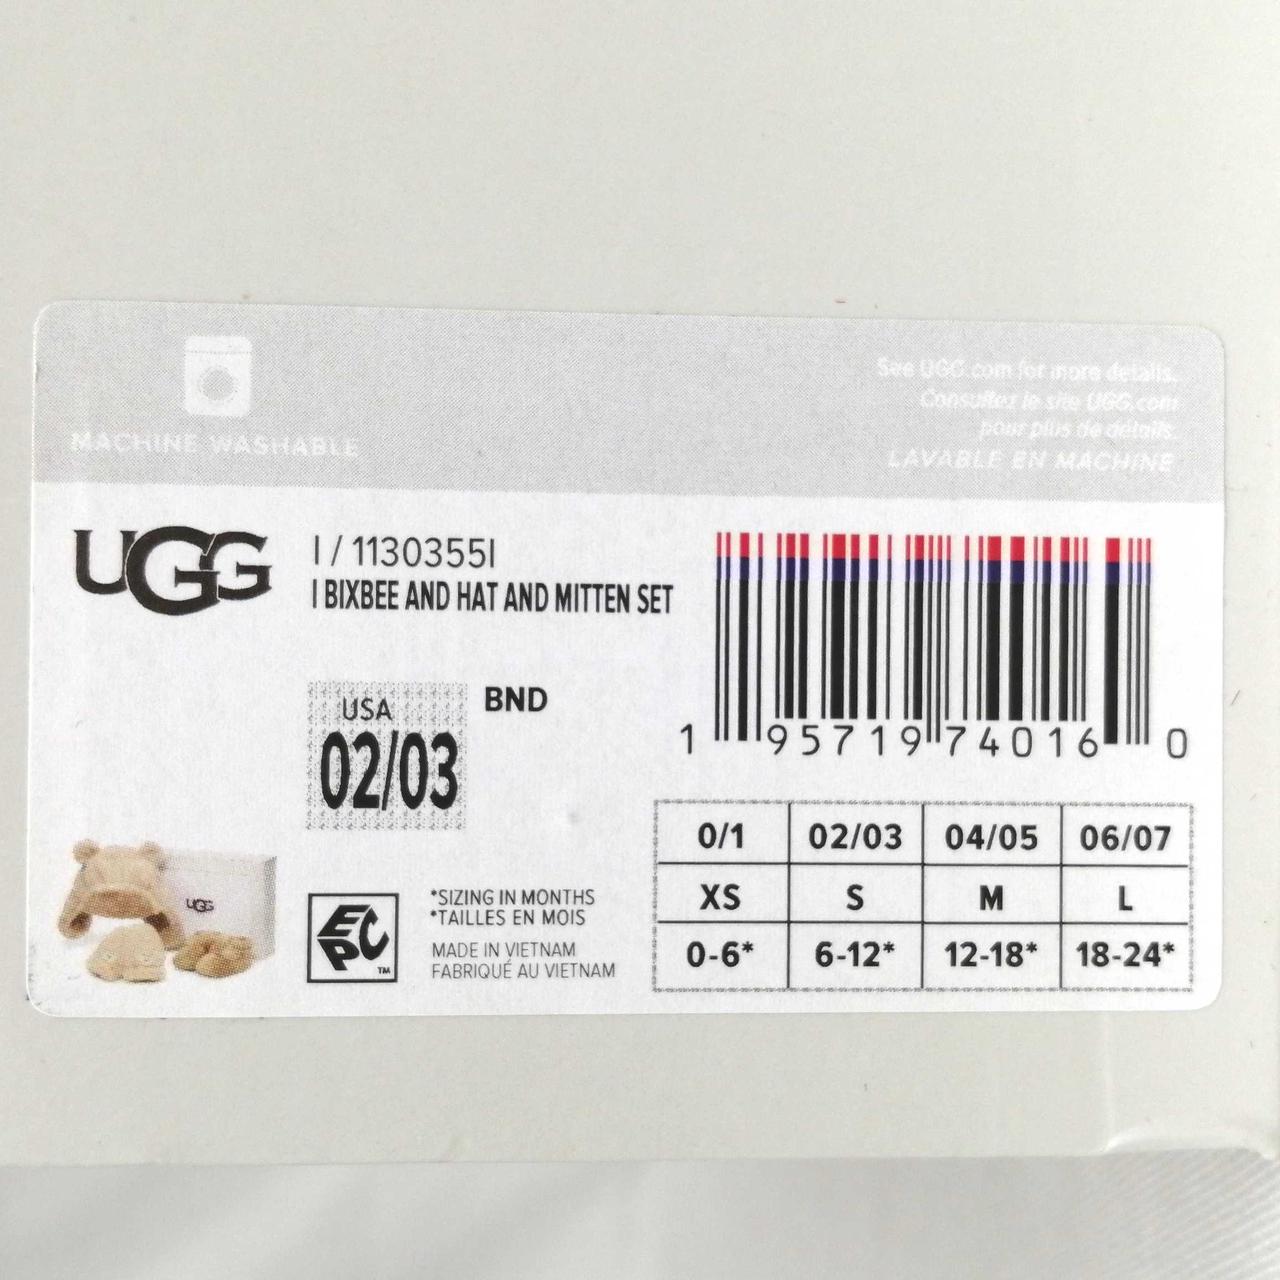 MACHINE WASHABLE
See UGG.com for more details.
Consultez le site UGG.com
pour plus de détails.
LAVABLE EN MACHINE
UGG
I / 1130355I
I BIXBEE AND HAT AND MITTEN SET
USA
02/03
BND
1 95719 74016 0
0/1 02/03 04/05 06/07
XS S M L
0-6* 6-12* 12-18* 18-24*
UGG
EPC
TM
*SIZING IN MONTHS
*TAILLES EN MOIS
MADE IN VIETNAM
FABRIQUÉ AU VIETNAM